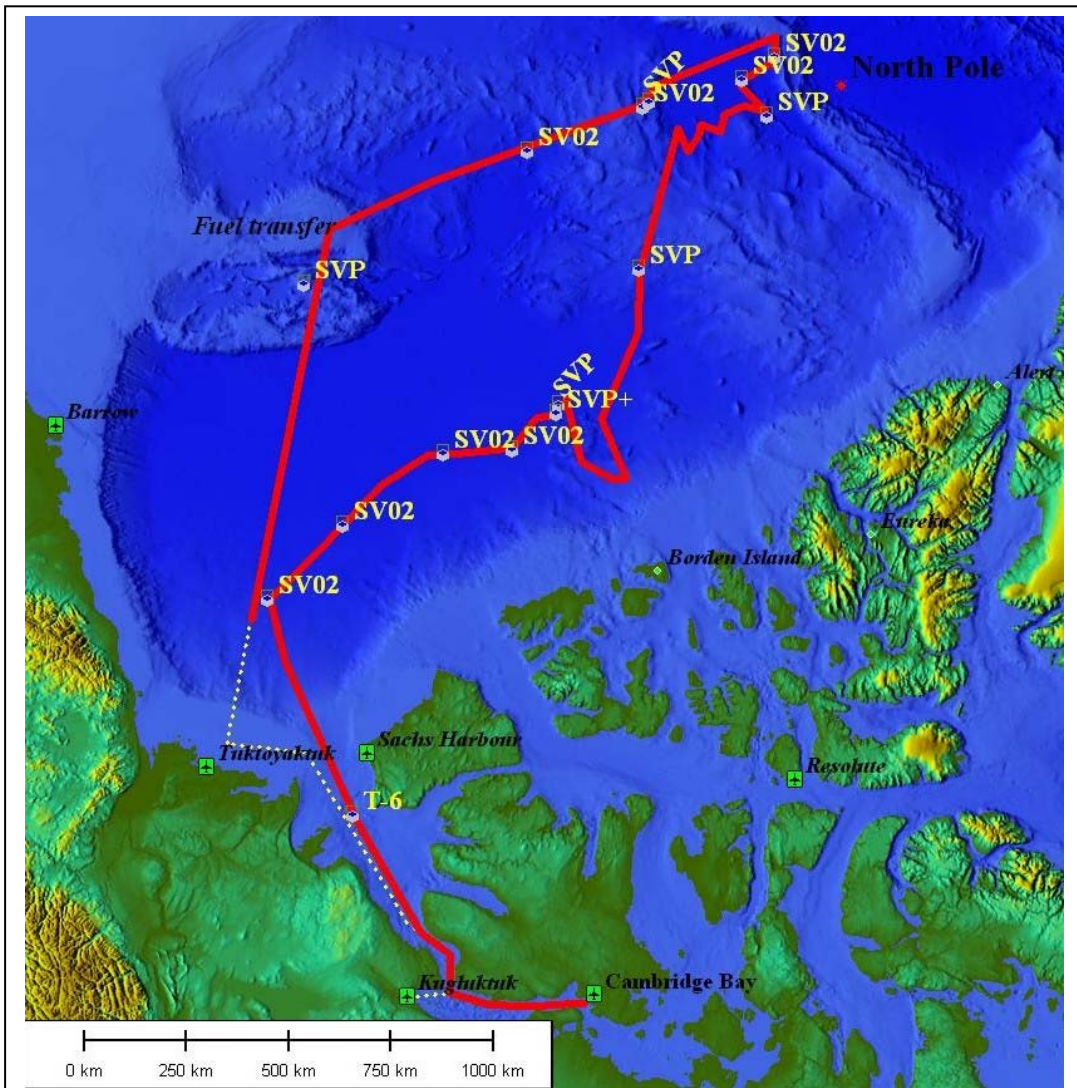 SV02
SV02
North Pole
SVP
SV02
SVP
SV02
Fuel transfer
SVP
SVP
Alert
SVP
SVP+
Barrow
SV02
SV02
SV02
Eureka
Borden Island
SV02
Sachs Harbour
Tuktoyaktuk
Resolute
T-6
Kugluktuk
Cambridge Bay
0 km 250 km 500 km 750 km 1000 km